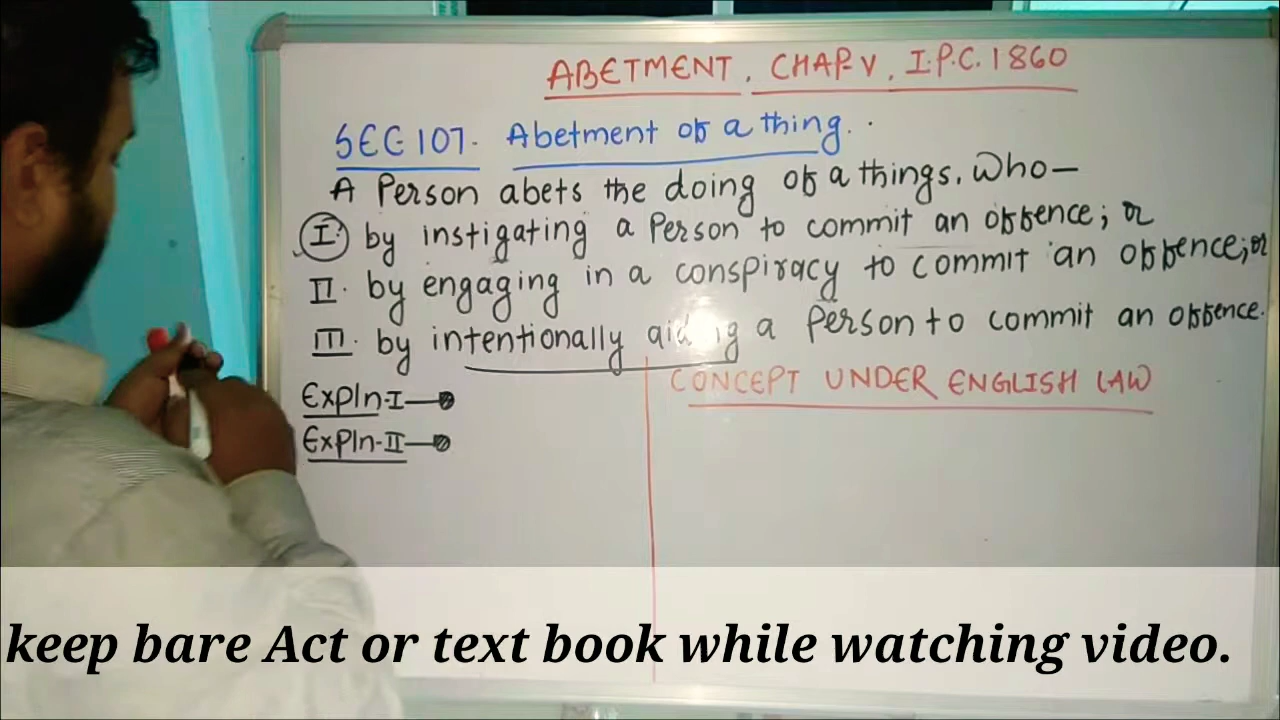 ABETMENT, CHAP-V, I.P.C. 1860
SEC 107. Abetment of a thing.
A Person abets the doing of a things, who—
I. by instigating a Person to commit an offence; or
II. by engaging in a conspiracy to commit an offence; or
III. by intentionally aiding a Person to commit an offence.
Expln-I
Expln-II
CONCEPT UNDER ENGLISH LAW
keep bare Act or text book while watching video.